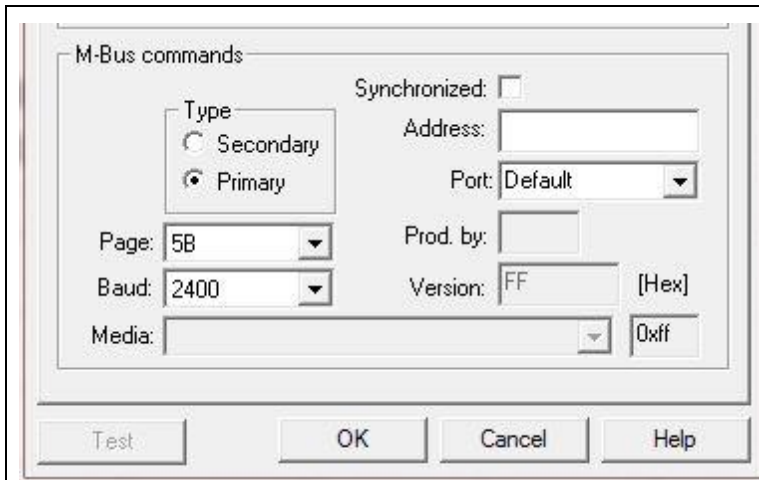 M-Bus commands
Synchronized:
Type
Secondary
Primary
Address:
Port: Default
Page: 5B
Prod. by:
Baud: 2400
Version: FF [Hex]
Media: 0xff
Test OK Cancel Help